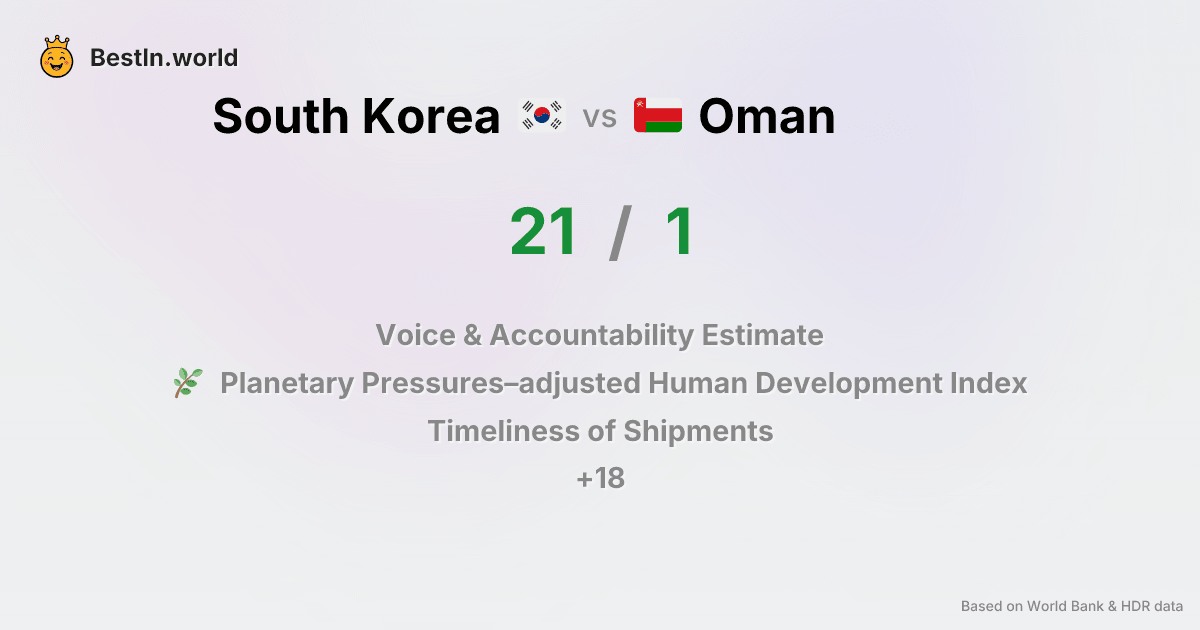 BestIn.world
South Korea vs Oman
21 / 1
Voice & Accountability Estimate
Planetary Pressures–adjusted Human Development Index
Timeliness of Shipments
+18
Based on World Bank & HDR data